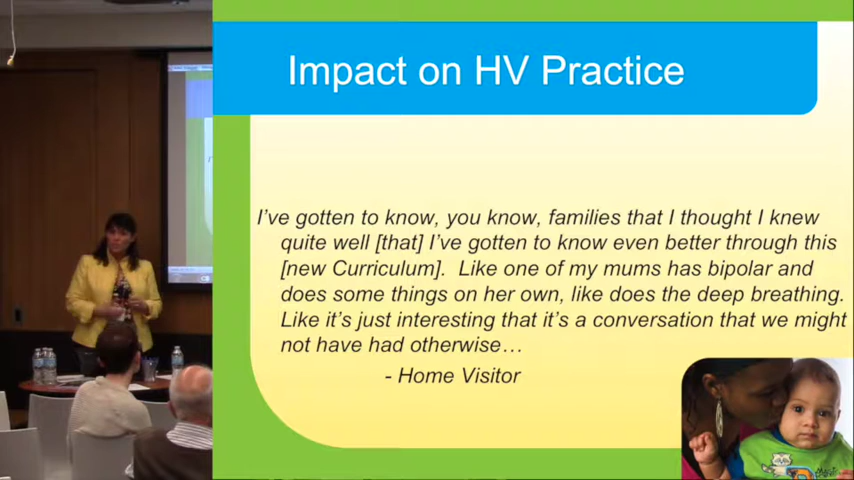 Impact on HV Practice
I've gotten to know, you know, families that I thought I knew
quite well [that] I've gotten to know even better through this
[new Curriculum]. Like one of my mums has bipolar and
does some things on her own, like does the deep breathing.
Like it's just interesting that it's a conversation that we might
not have had otherwise…
- Home Visitor